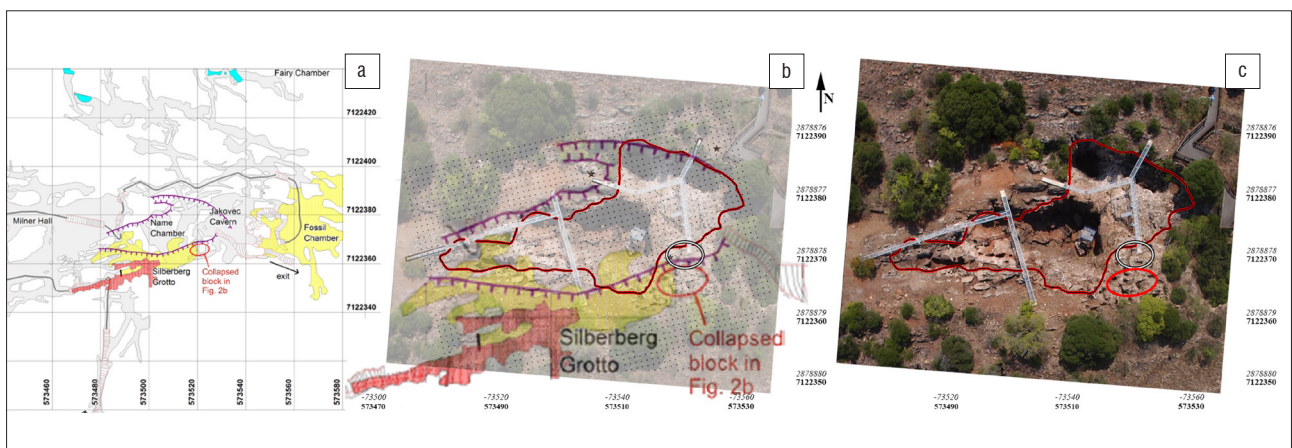 a
Fairy Chamber
7122420
7122400
Milner Hall
Name
Chamber
Jakovec
Cavern
Fossil
Chamber
7122380
7122360
Silberberg
Grotto
Collapsed
block in
Fig. 2b
exit
7122340
573460
573480
573500
573520
573540
573560
573580
b
N
2878876
7122390
2878877
7122380
2878878
7122370
2878879
7122360
2878880
7122350
Silberberg
Grotto
Collapsed
block in
Fig. 2b
-73500
573470
-73520
573490
-73540
573510
-73560
573530
c
2878876
7122390
2878877
7122380
2878878
7122370
2878879
7122360
2878880
7122350
-73520
573490
-73540
573510
-73560
573530